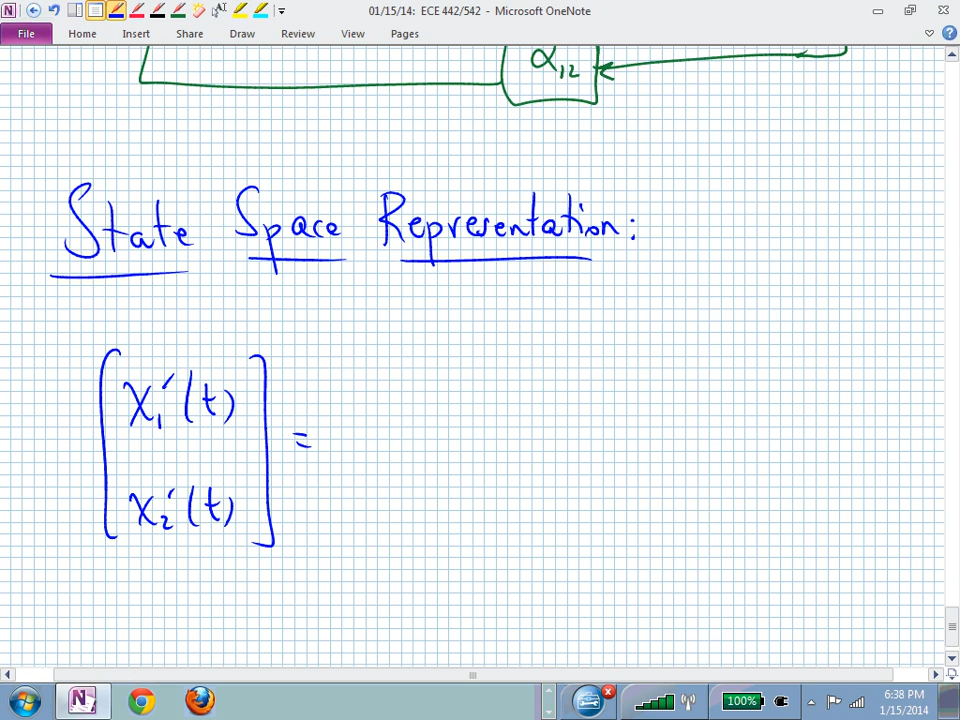 01/15/14: ECE 442/542 - Microsoft OneNote
File Home Insert Share Draw Review View Pages
α₁₂
State Space Representation:
x₁'(t)
=
x₂'(t)
100%
6:38 PM
1/15/2014